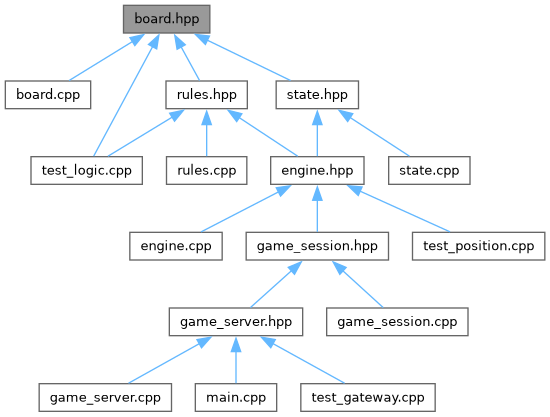 board.hpp
board.cpp
rules.hpp
state.hpp
test_logic.cpp
rules.cpp
engine.hpp
state.cpp
engine.cpp
game_session.hpp
test_position.cpp
game_server.hpp
game_session.cpp
game_server.cpp
main.cpp
test_gateway.cpp